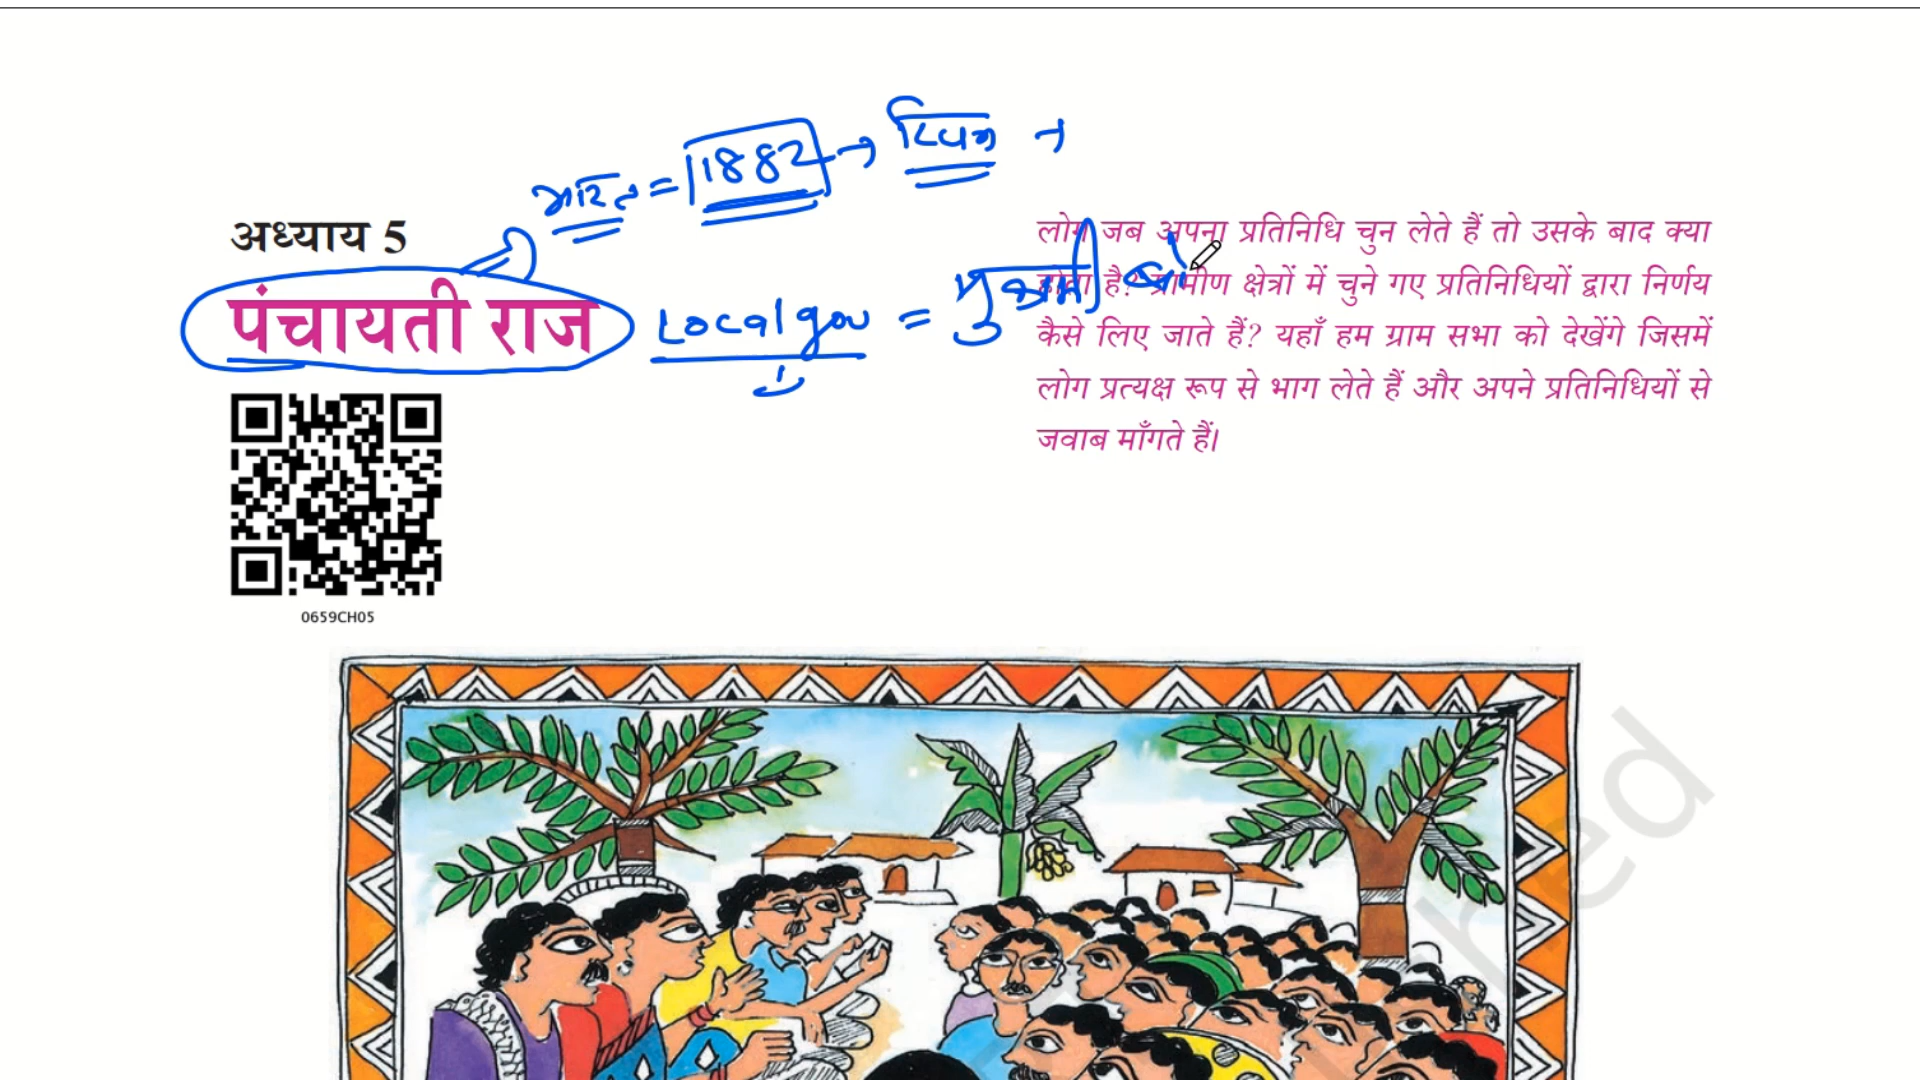 भारत = 1882 → रिपन →
अध्याय 5
पंचायती राज
Local gov =
लोग जब अपना प्रतिनिधि चुन लेते हैं तो उसके बाद क्या
होता है? ग्रामीण क्षेत्रों में चुने गए प्रतिनिधियों द्वारा निर्णय
कैसे लिए जाते हैं? यहाँ हम ग्राम सभा को देखेंगे जिसमें
लोग प्रत्यक्ष रूप से भाग लेते हैं और अपने प्रतिनिधियों से
जवाब माँगते हैं।
0659CH05